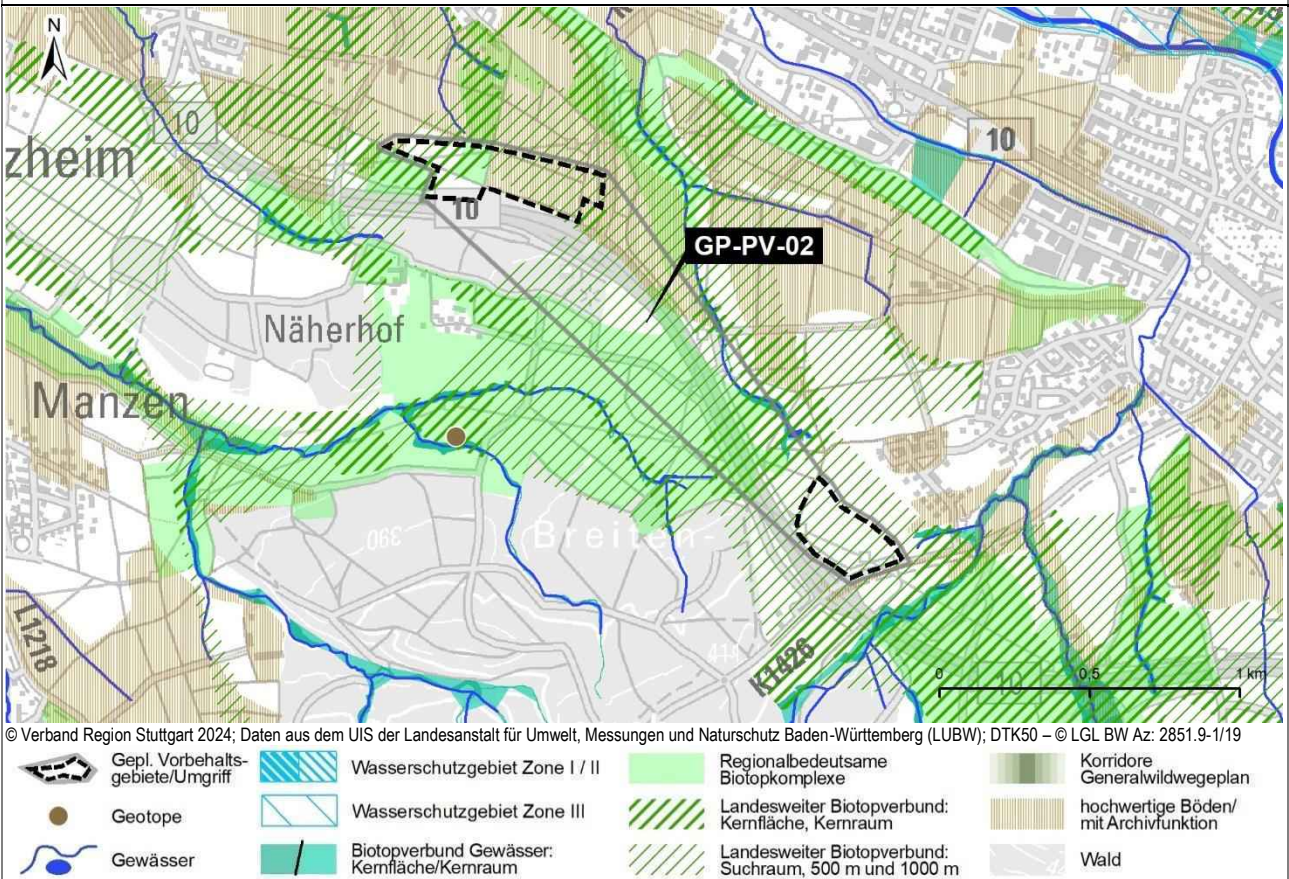 N
10
zheim
10
10
GP-PV-02
Näherhof
Manzen
390
Breiten-
L1218
414
K1426
10
0 0,5 1 km
© Verband Region Stuttgart 2024; Daten aus dem UIS der Landesanstalt für Umwelt, Messungen und Naturschutz Baden-Württemberg (LUBW); DTK50 – © LGL BW Az: 2851.9-1/19
Gepl. Vorbehalts-
gebiete/Umgriff
Wasserschutzgebiet Zone I / II
Regionalbedeutsame
Biotopkomplexe
Korridore
Generalwildwegeplan
Geotope
Wasserschutzgebiet Zone III
Landesweiter Biotopverbund:
Kernfläche, Kernraum
hochwertige Böden/
mit Archivfunktion
Gewässer
Biotopverbund Gewässer:
Kernfläche/Kernraum
Landesweiter Biotopverbund:
Suchraum, 500 m und 1000 m
Wald